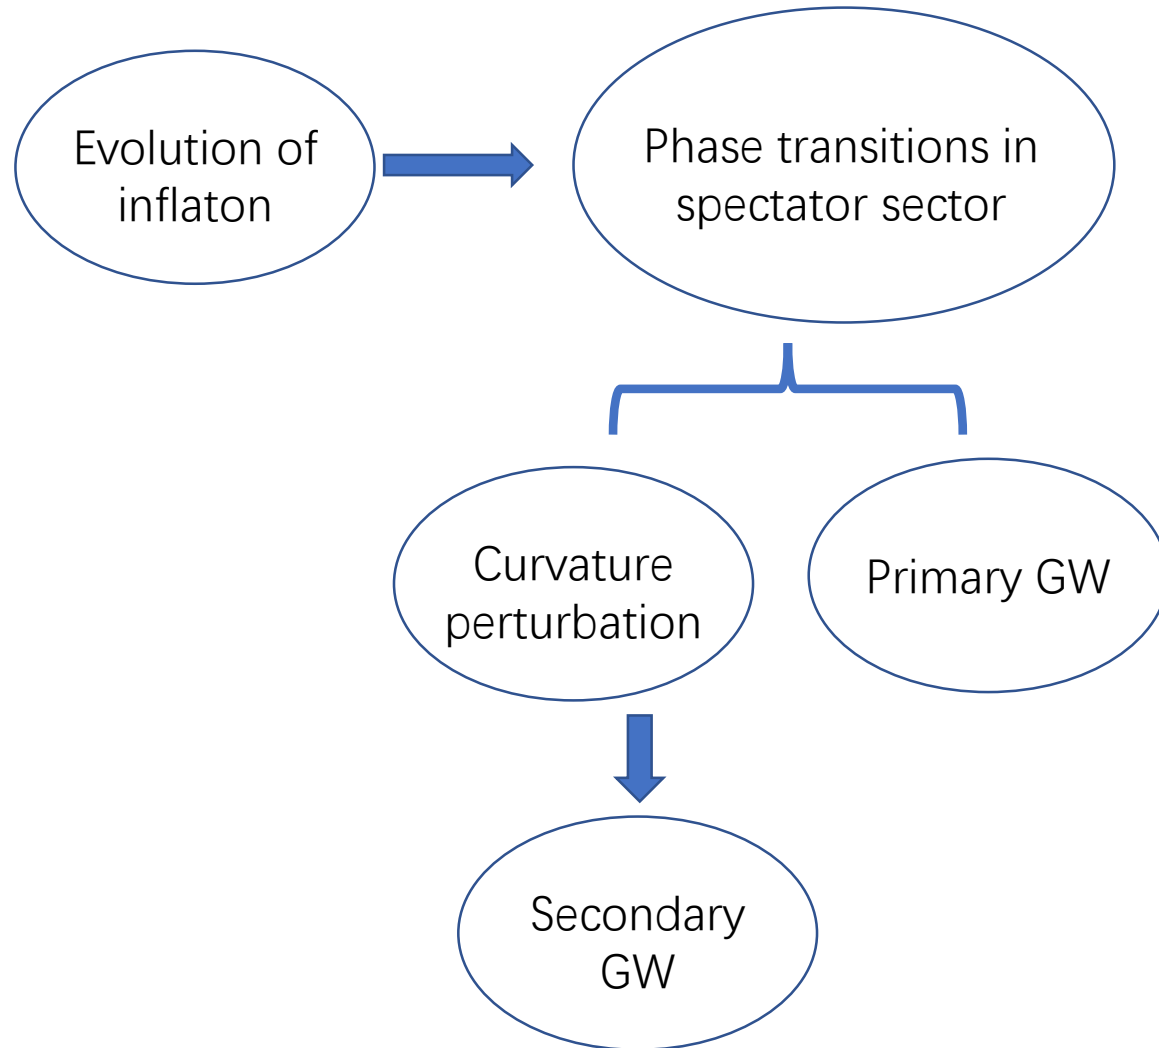 Evolution of
inflaton
Phase transitions in
spectator sector
Curvature
perturbation
Primary GW
Secondary
GW